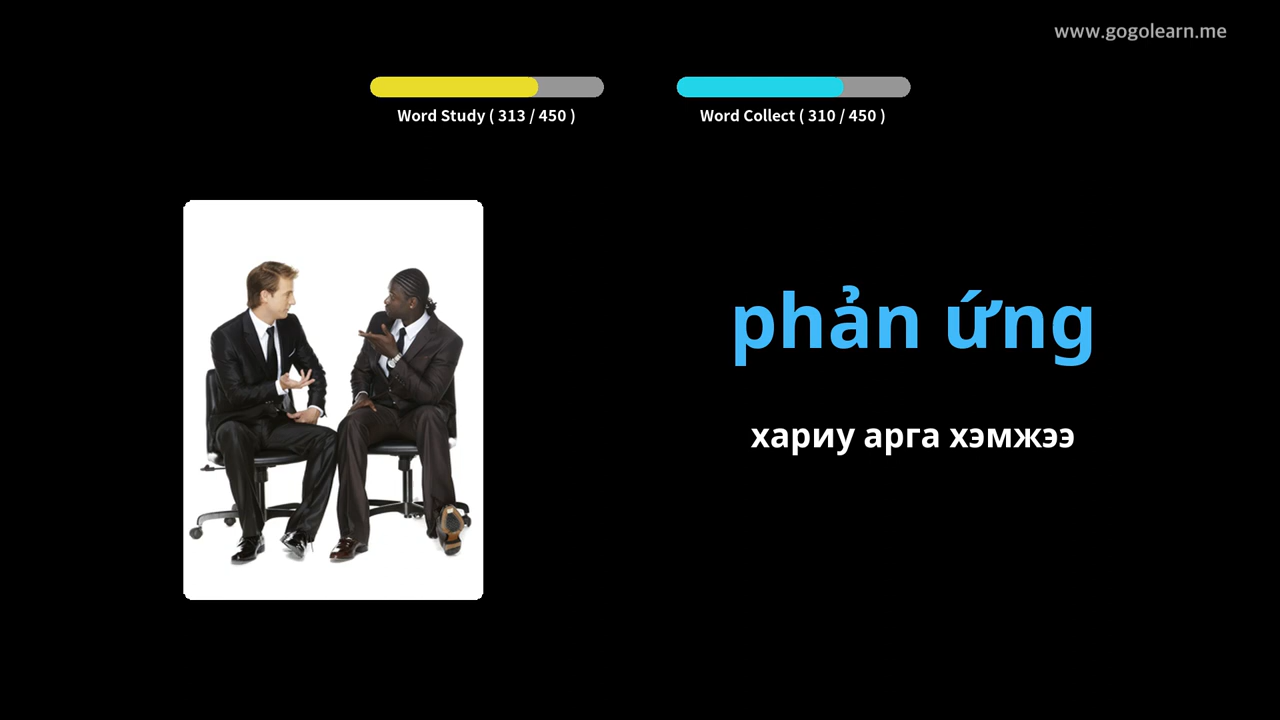 www.gogolearn.me
Word Study ( 313 / 450 )
Word Collect ( 310 / 450 )
phản ứng
хариу арга хэмжээ